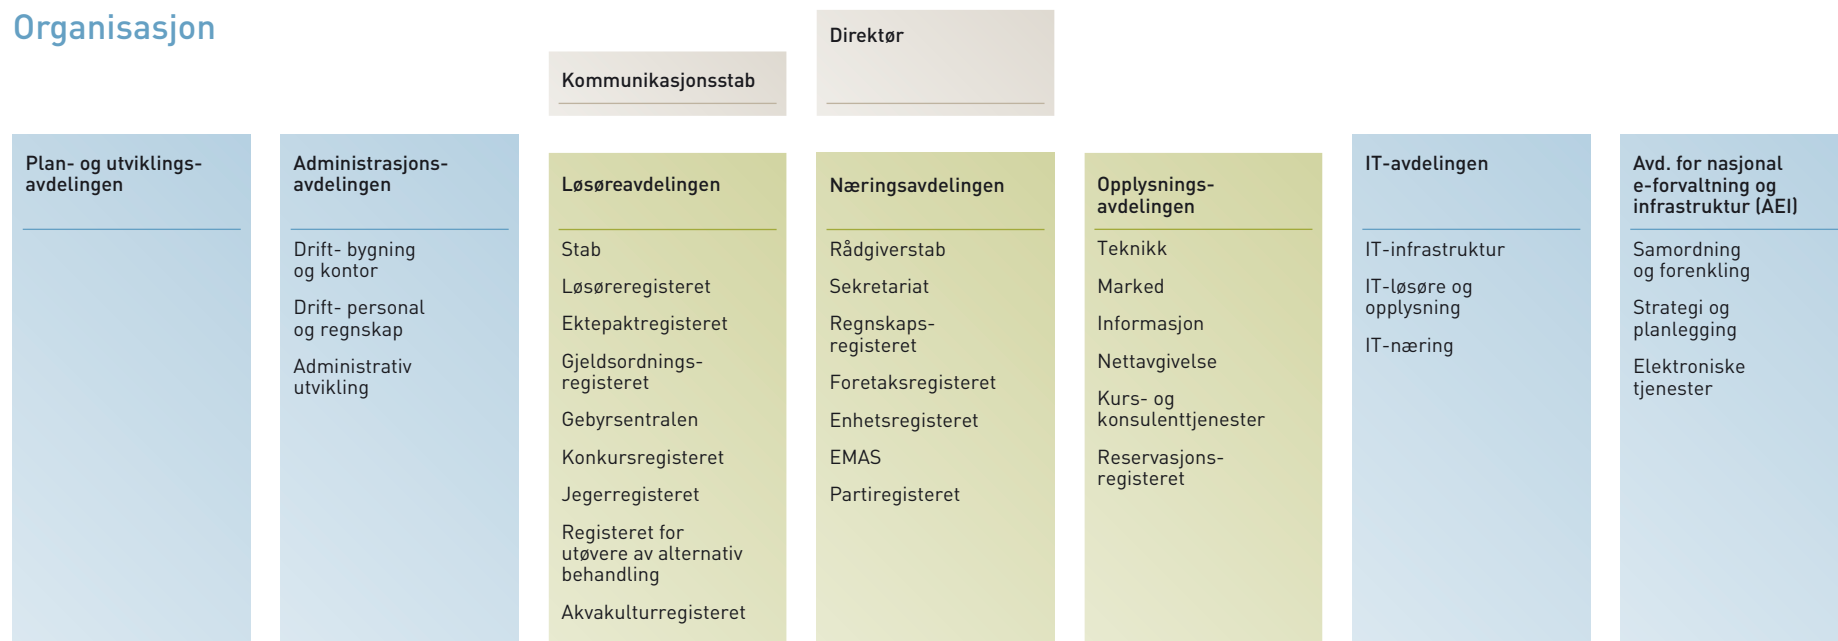 Organisasjon
Direktør
Kommunikasjonsstab
Plan- og utviklings-
avdelingen
Administrasjons-
avdelingen
Drift- bygning
og kontor
Drift- personal
og regnskap
Administrativ
utvikling
Løsøreavdelingen
Stab
Løsøreregisteret
Ektepaktregisteret
Gjeldsordnings-
registeret
Gebyrsentralen
Konkursregisteret
Jegerregisteret
Registeret for
utøvere av alternativ
behandling
Akvakulturregisteret
Næringsavdelingen
Rådgiverstab
Sekretariat
Regnskaps-
registeret
Foretaksregisteret
Enhetsregisteret
EMAS
Partiregisteret
Opplysnings-
avdelingen
Teknikk
Marked
Informasjon
Nettavgivelse
Kurs- og
konsulenttjenester
Reservasjons-
registeret
IT-avdelingen
IT-infrastruktur
IT-løsøre og
opplysning
IT-næring
Avd. for nasjonal
e-forvaltning og
infrastruktur (AEI)
Samordning
og forenkling
Strategi og
planlegging
Elektroniske
tjenester